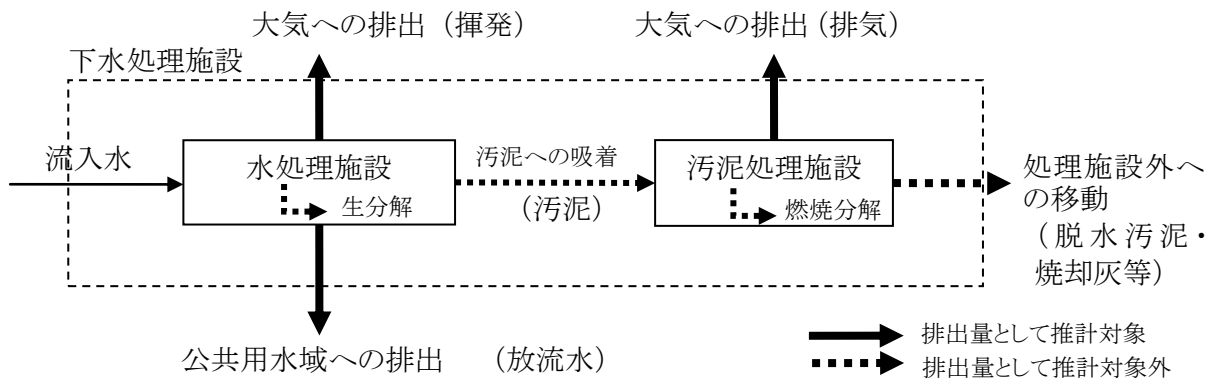 大気への排出（揮発）
大気への排出（排気）
下水処理施設
流入水
水処理施設
生分解
汚泥への吸着
（汚泥）
汚泥処理施設
燃焼分解
処理施設外へ
の移動
（脱水汚泥・
焼却灰等）
公共用水域への排出　（放流水）
排出量として推計対象
排出量として推計対象外